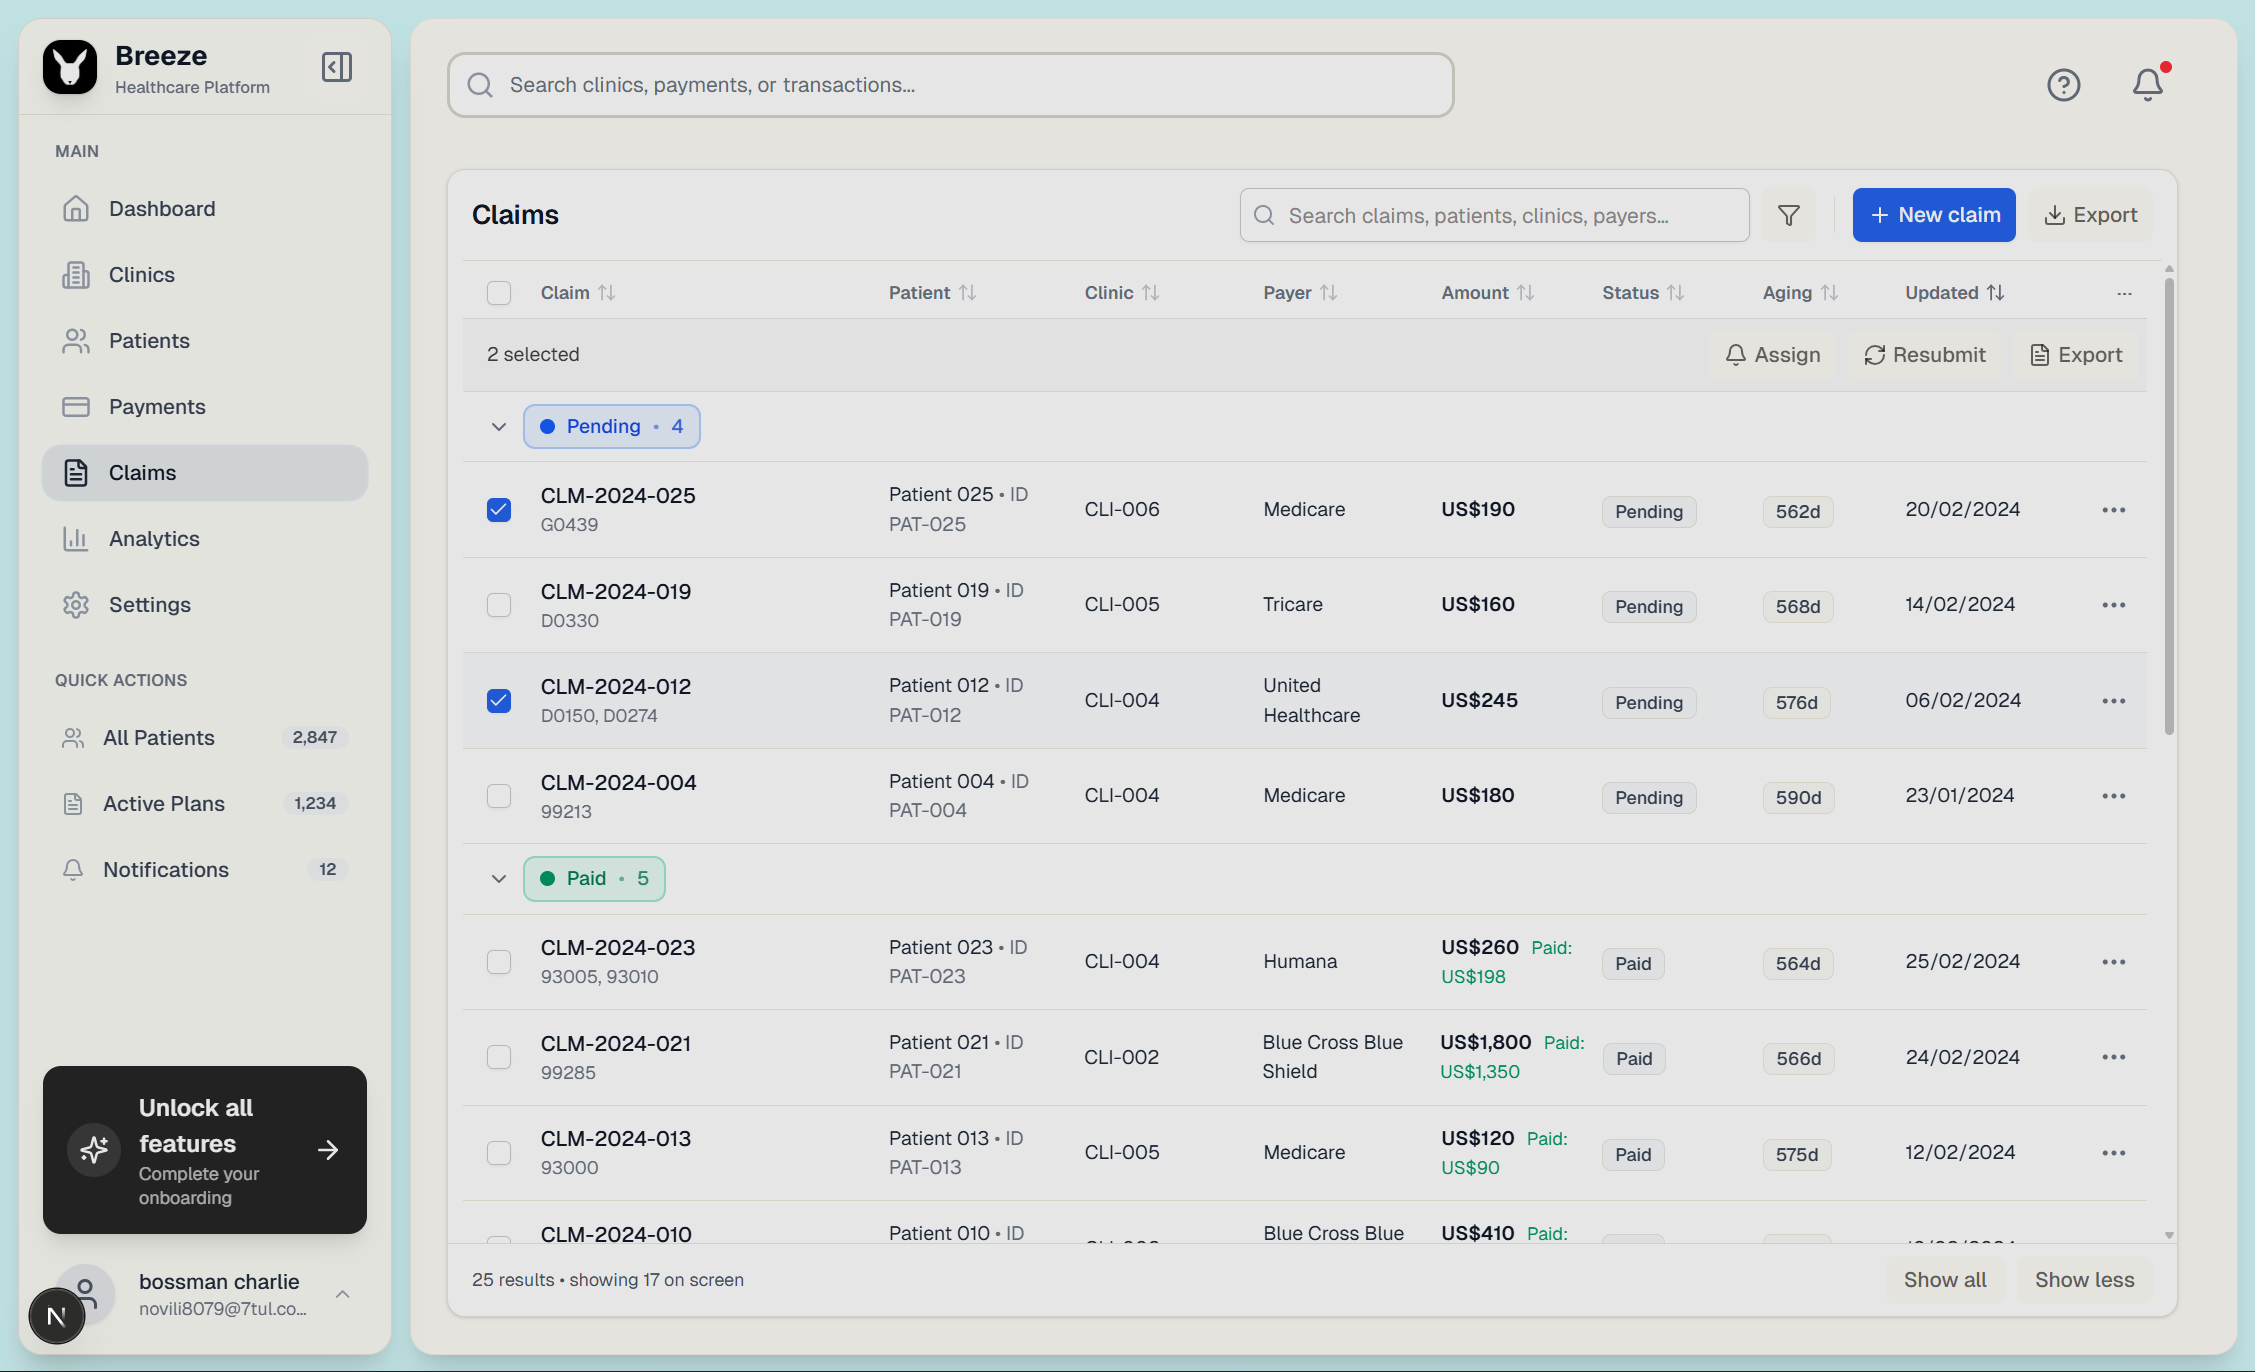 Breeze
Healthcare Platform
MAIN
Dashboard
Clinics
Patients
Payments
Claims
Analytics
Settings
QUICK ACTIONS
All Patients 2,847
Active Plans 1,234
Notifications 12
Unlock all
features
Complete your
onboarding
bossman charlie
novili8079@7tul.co...
N
Search clinics, payments, or transactions...
Claims
Search claims, patients, clinics, payers...
New claim
Export
Claim Patient Clinic Payer Amount Status Aging Updated ...
2 selected
Assign Resubmit Export
Pending • 4
CLM-2024-025 Patient 025 • ID CLI-006 Medicare US$190 Pending 562d 20/02/2024
G0439 PAT-025
CLM-2024-019 Patient 019 • ID CLI-005 Tricare US$160 Pending 568d 14/02/2024
D0330 PAT-019
CLM-2024-012 Patient 012 • ID CLI-004 United US$245 Pending 576d 06/02/2024
D0150, D0274 PAT-012 Healthcare
CLM-2024-004 Patient 004 • ID CLI-004 Medicare US$180 Pending 590d 23/01/2024
99213 PAT-004
Paid • 5
CLM-2024-023 Patient 023 • ID CLI-004 Humana US$260 Paid: Paid 564d 25/02/2024
93005, 93010 PAT-023 US$198
CLM-2024-021 Patient 021 • ID CLI-002 Blue Cross Blue US$1,800 Paid: Paid 566d 24/02/2024
99285 PAT-021 Shield US$1,350
CLM-2024-013 Patient 013 • ID CLI-005 Medicare US$120 Paid: Paid 575d 12/02/2024
93000 PAT-013 US$90
CLM-2024-010 Patient 010 • ID Blue Cross Blue US$410 Paid:
25 results • showing 17 on screen
Show all Show less